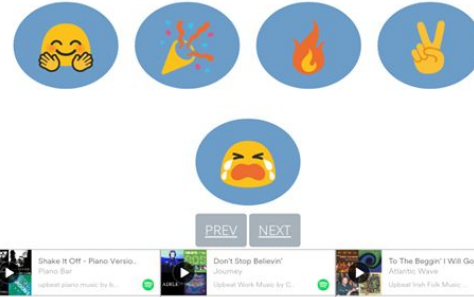 PREV NEXT
Shake It Off - Piano Versio..
Piano Bar
upbeat piano music by b..
Don't Stop Believin'
Journey
Upbeat Work Music by C..
To The Beggin' I Will Go
Atlantic Wave
Upbeat Irish Folk Music ...
ADELE